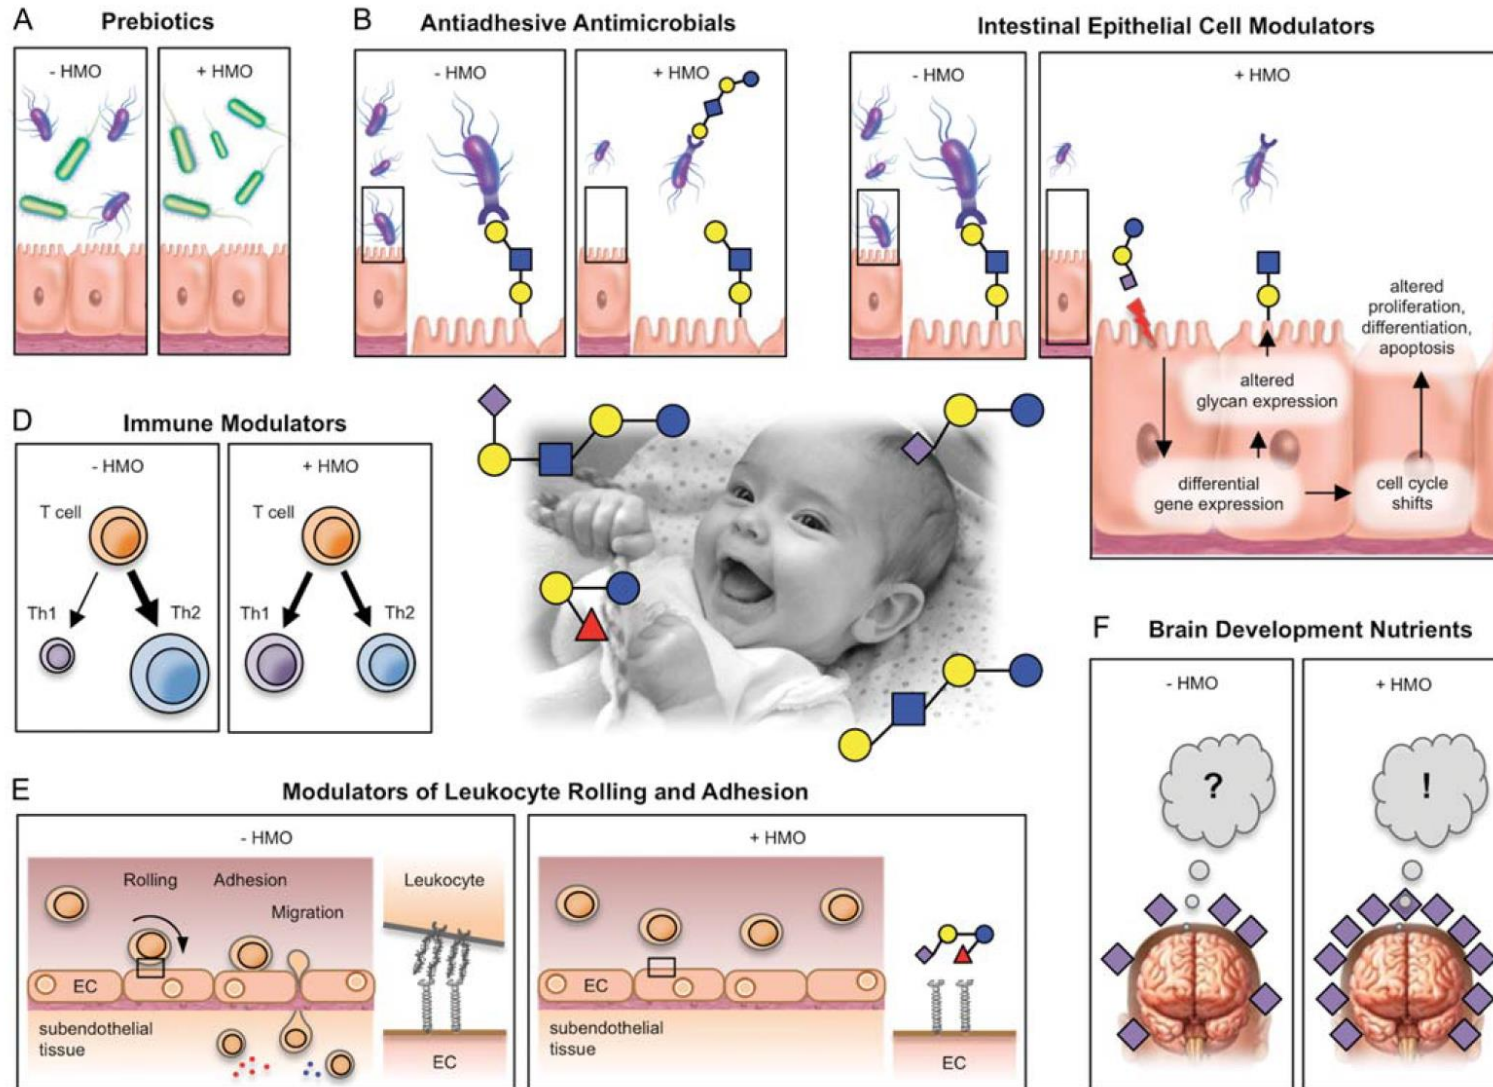 A
Prebiotics
- HMO
+ HMO
B
Antiadhesive Antimicrobials
- HMO
+ HMO
Intestinal Epithelial Cell Modulators
- HMO
+ HMO
altered
proliferation,
differentiation,
apoptosis
altered
glycan expression
differential
gene expression
cell cycle
shifts
D
Immune Modulators
- HMO
T cell
Th1
Th2
+ HMO
T cell
Th1
Th2
E
Modulators of Leukocyte Rolling and Adhesion
- HMO
Rolling
Adhesion
Migration
EC
subendothelial
tissue
Leukocyte
EC
+ HMO
EC
subendothelial
tissue
EC
F
Brain Development Nutrients
- HMO
?
+ HMO
!